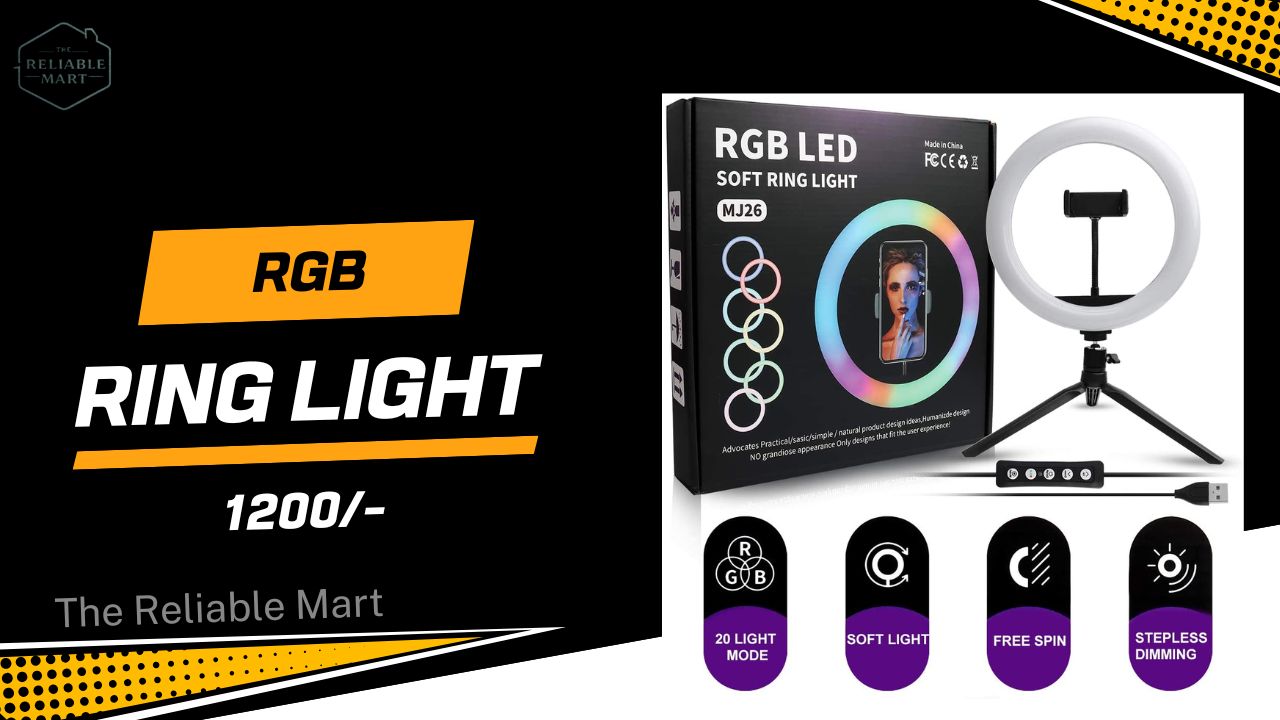 THE
RELIABLE
MART
RGB
RING LIGHT
1200/-
The Reliable Mart
RGB LED
SOFT RING LIGHT
MJ26
Made in China
FC CE
Advocates Practical/sasic/simple / natural product design ideas,Humanizde design
NO grandiose appearance Only designs that fit the user experience!
R
G B
20 LIGHT
MODE
SOFT LIGHT
FREE SPIN
STEPLESS
DIMMING